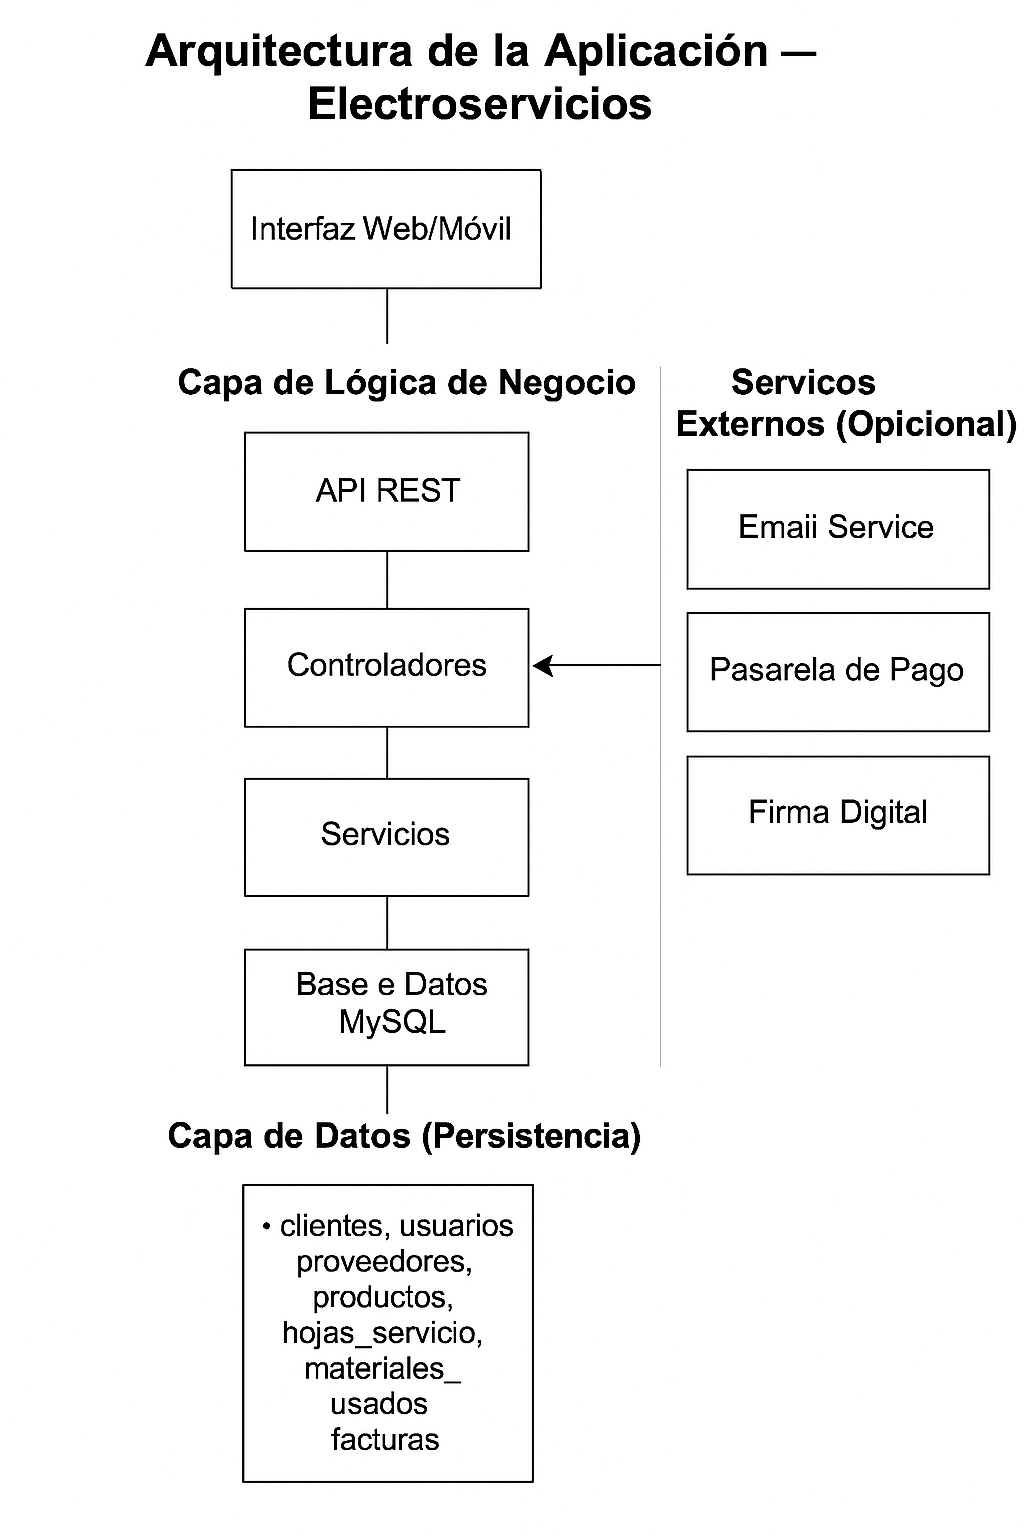 Arquitectura de la Aplicación —
Electroservicios
Interfaz Web/Móvil
Capa de Lógica de Negocio
API REST
Controladores
Servicios
Base e Datos
MySQL
Servicos
Externos (Opicional)
Emaii Service
Pasarela de Pago
Firma Digital
Capa de Datos (Persistencia)
• clientes, usuarios
proveedores,
productos,
hojas_servicio,
materiales_
usados
facturas